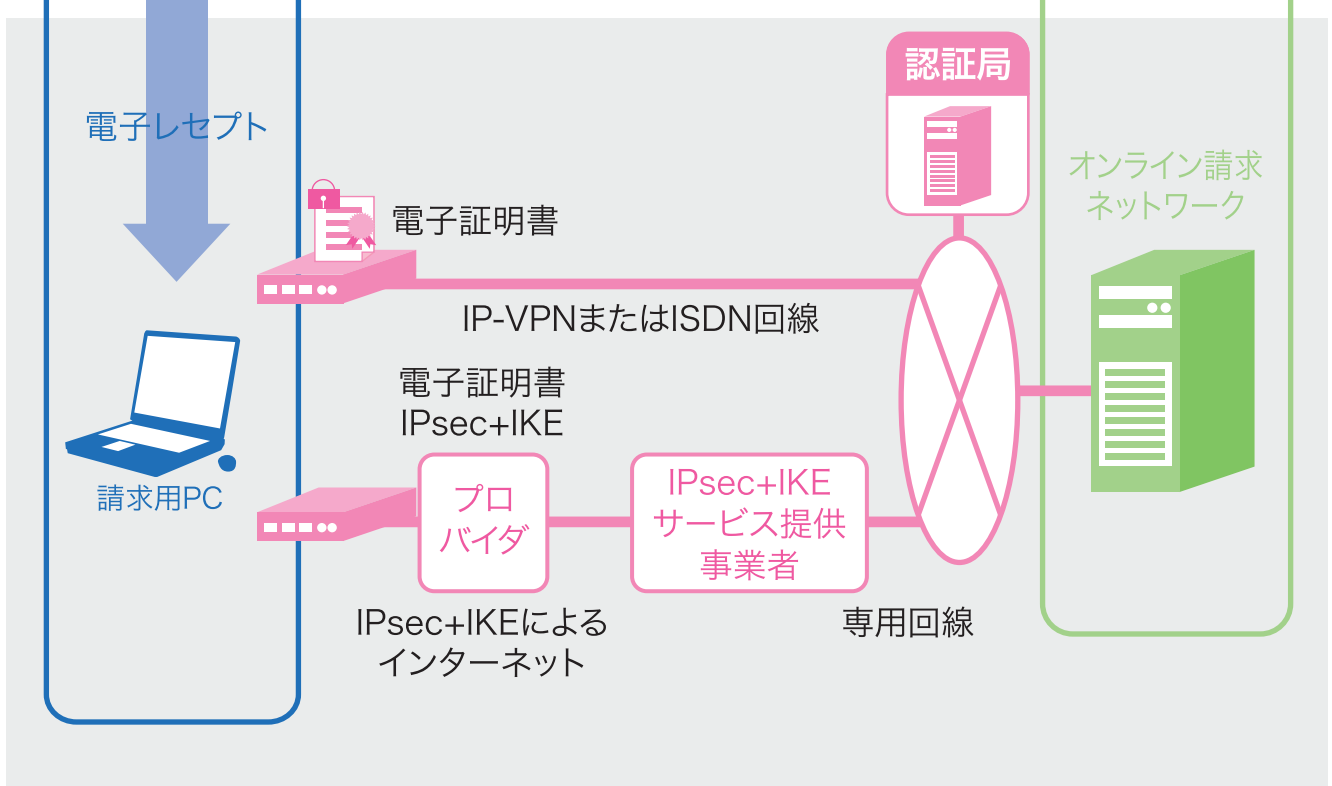 認証局
電子レセプト
オンライン請求
ネットワーク
電子証明書
IP-VPNまたはISDN回線
電子証明書
IPsec+IKE
請求用PC
プロ
バイダ
IPsec+IKE
サービス提供
事業者
IPsec+IKEによる
インターネット
専用回線